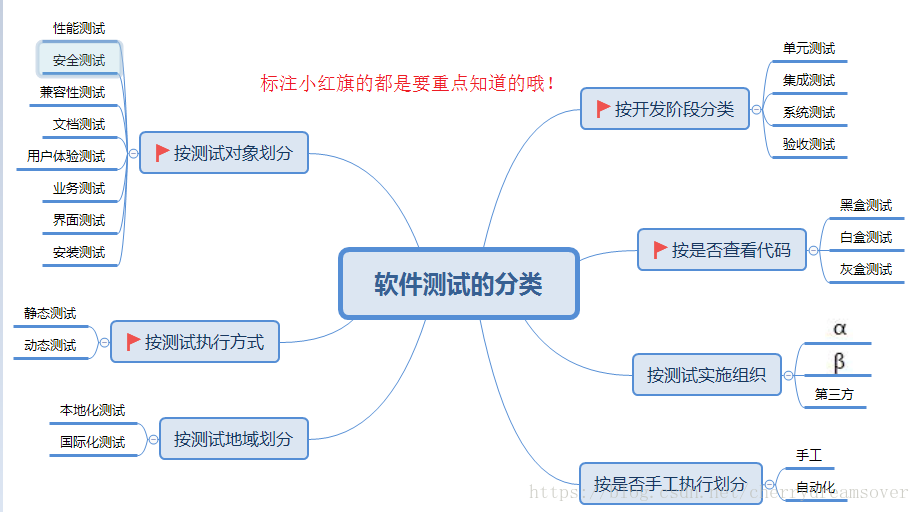 标注小红旗的都是要重点知道的哦！
软件测试的分类
按开发阶段分类
单元测试
集成测试
系统测试
验收测试
按是否查看代码
黑盒测试
白盒测试
灰盒测试
按测试实施组织
α
β
第三方
按是否手工执行划分
手工
自动化
按测试对象划分
性能测试
安全测试
兼容性测试
文档测试
用户体验测试
业务测试
界面测试
安装测试
按测试执行方式
静态测试
动态测试
按测试地域划分
本地化测试
国际化测试
https://blog.csdn.net/cherrydreamsover